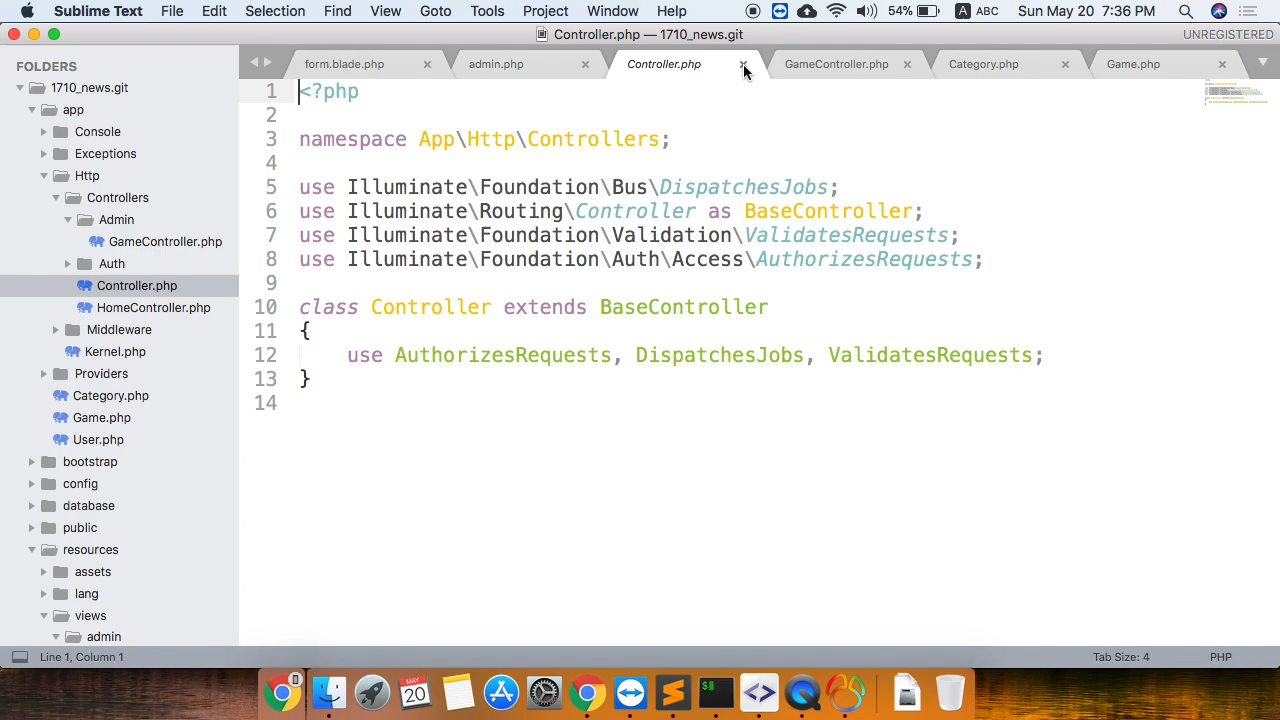 Sublime Text File Edit Selection Find View Goto Tools Project Window Help 54% A ABC Sun May 20 7:36 PM
Controller.php — 1710_news.git UNREGISTERED
form.blade.php admin.php Controller.php GameController.php Category.php Game.php
FOLDERS
1710_news.git
app
Console
Exceptions
Http
Controllers
Admin
GameController.php
Auth
Controller.php
HomeController.php
Middleware
Kernel.php
Providers
Category.php
Game.php
User.php
bootstrap
config
database
public
resources
assets
lang
views
admin
1 <?php
2
3 namespace App\Http\Controllers;
4
5 use Illuminate\Foundation\Bus\DispatchesJobs;
6 use Illuminate\Routing\Controller as BaseController;
7 use Illuminate\Foundation\Validation\ValidatesRequests;
8 use Illuminate\Foundation\Auth\Access\AuthorizesRequests;
9
10 class Controller extends BaseController
11 {
12 use AuthorizesRequests, DispatchesJobs, ValidatesRequests;
13 }
14
Line 1, Column 1 Tab Size: 4 PHP
MAY
20
$